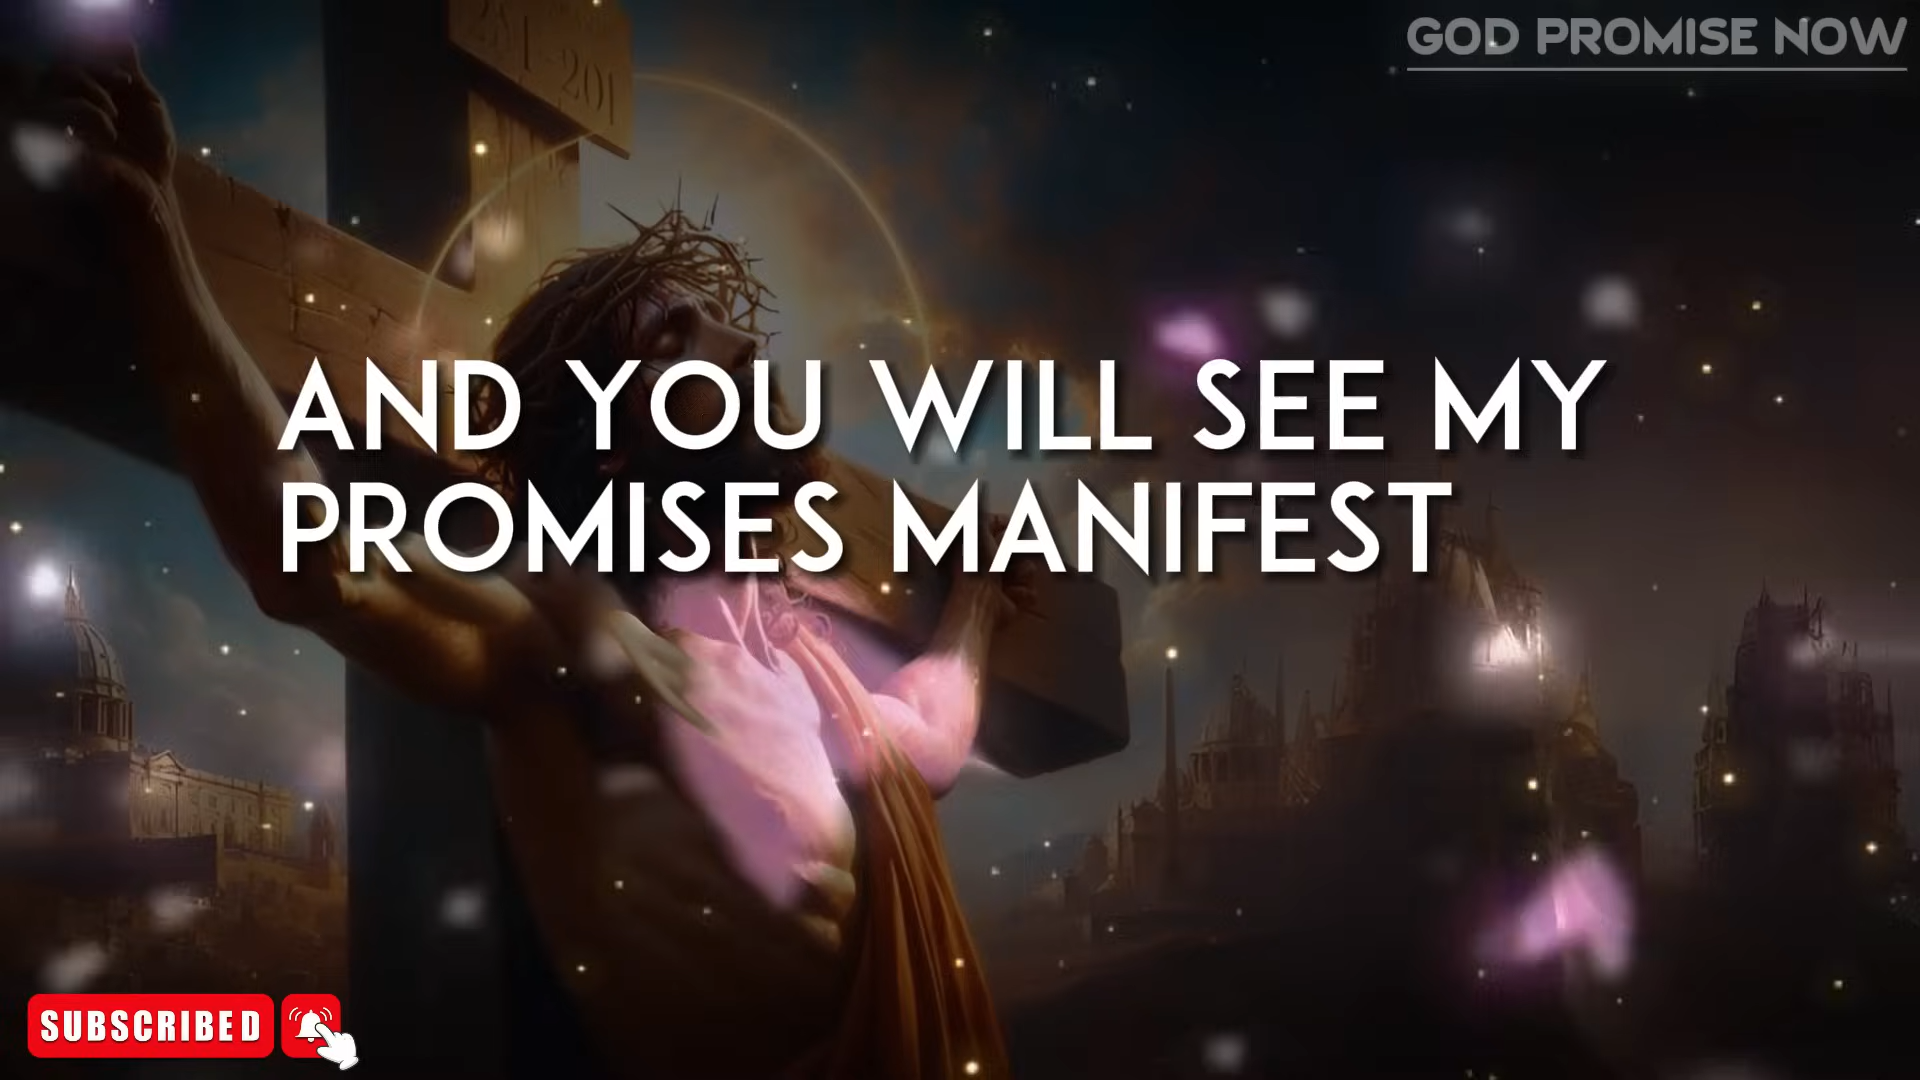 GOD PROMISE NOW
AND YOU WILL SEE MY
PROMISES MANIFEST
SUBSCRIBED